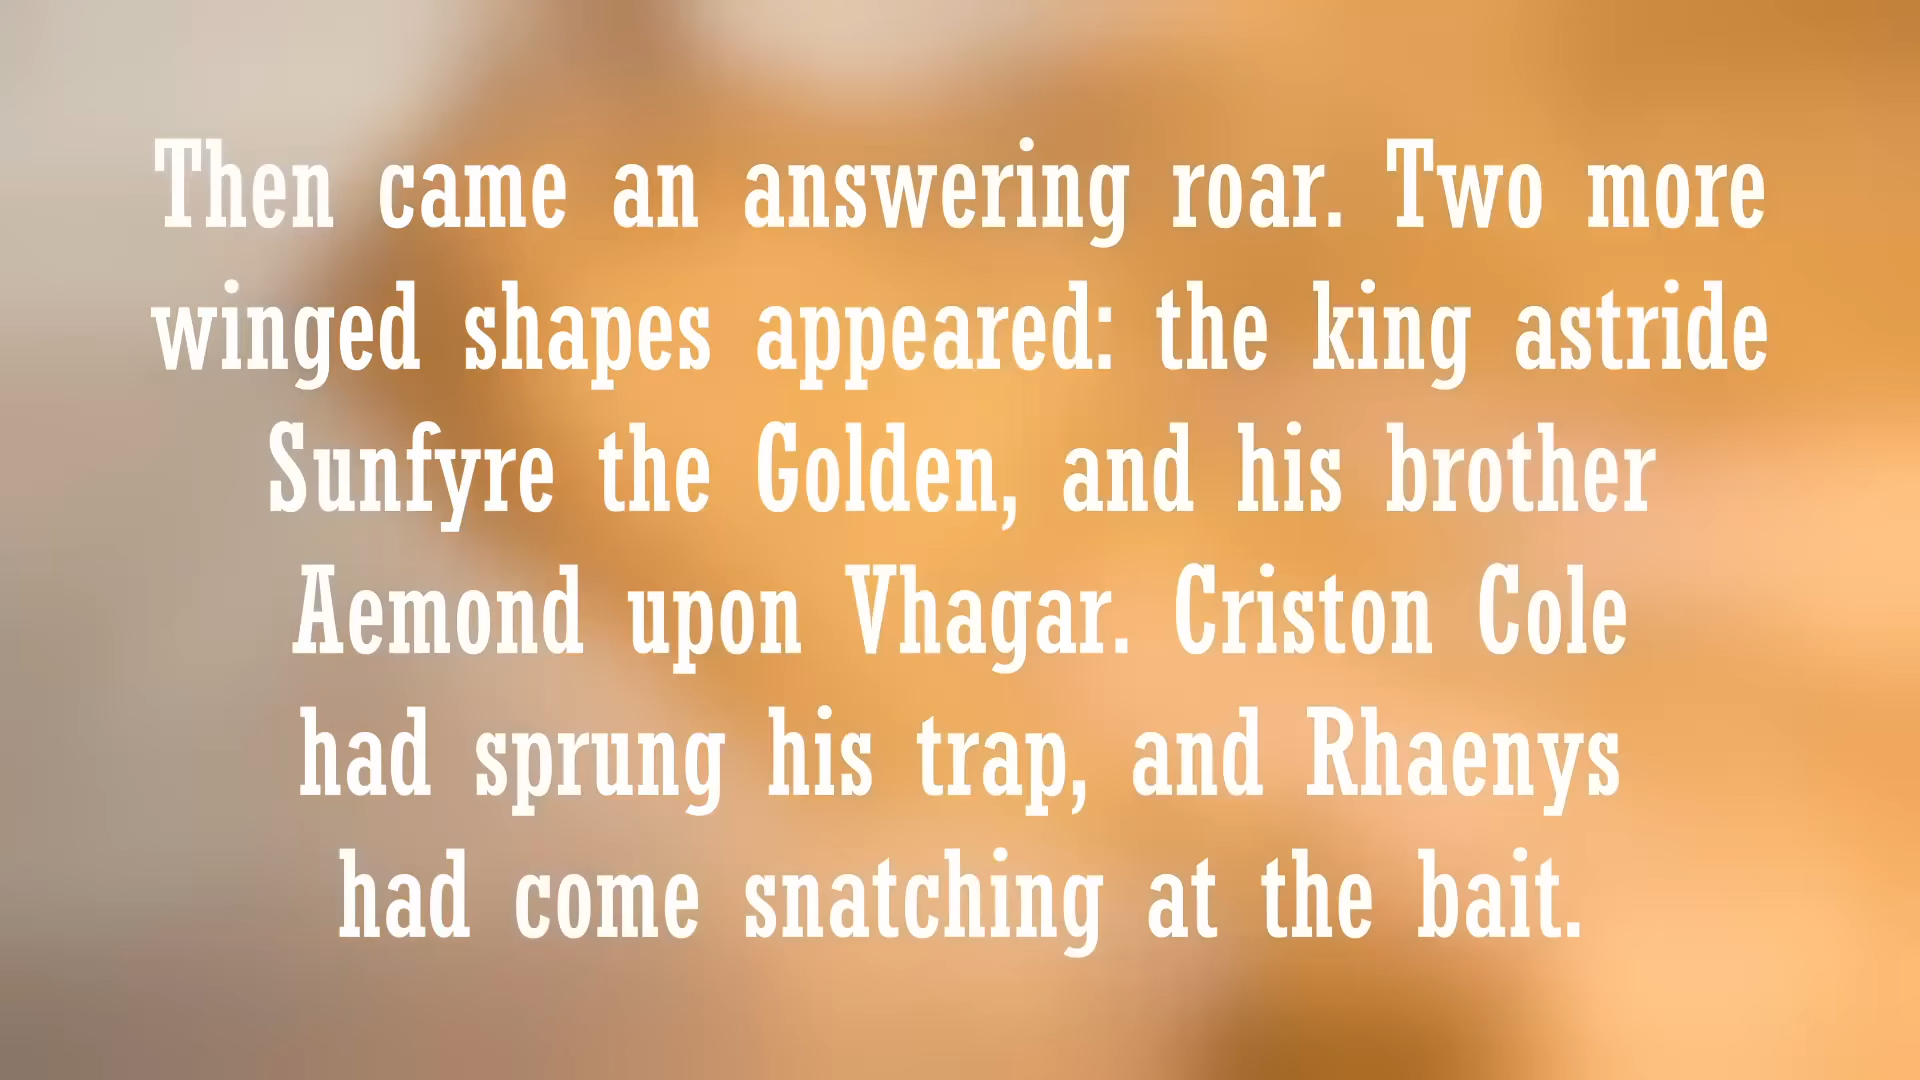 Then came an answering roar. Two more
winged shapes appeared: the king astride
Sunfyre the Golden, and his brother
Aemond upon Vhagar. Criston Cole
had sprung his trap, and Rhaenys
had come snatching at the bait.